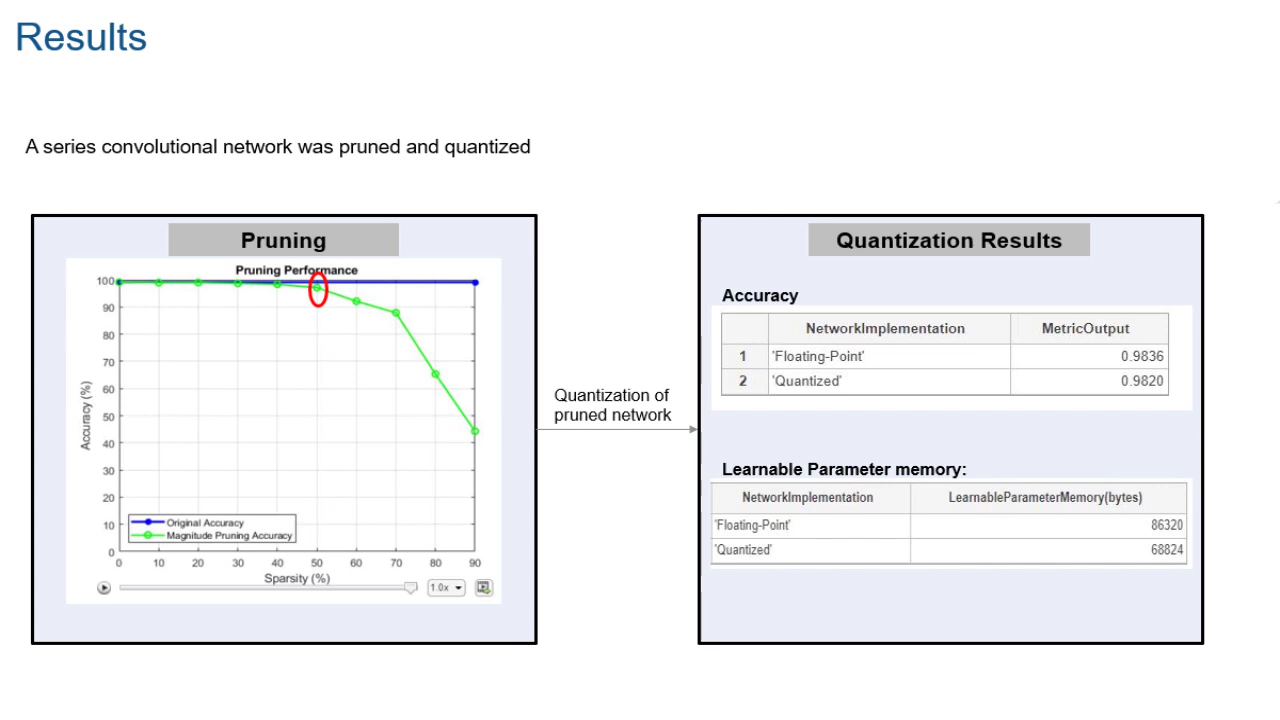 Results
A series convolutional network was pruned and quantized
Pruning
Pruning Performance
100
90
80
70
60
50
40
30
20
10
0
Accuracy (%)
Original Accuracy
Magnitude Pruning Accuracy
0 10 20 30 40 50 60 70 80 90
Sparsity (%)
1.0x
Quantization of
pruned network
Quantization Results
Accuracy
NetworkImplementation MetricOutput
1 'Floating-Point' 0.9836
2 'Quantized' 0.9820
Learnable Parameter memory:
NetworkImplementation LearnableParameterMemory(bytes)
'Floating-Point' 86320
'Quantized' 68824